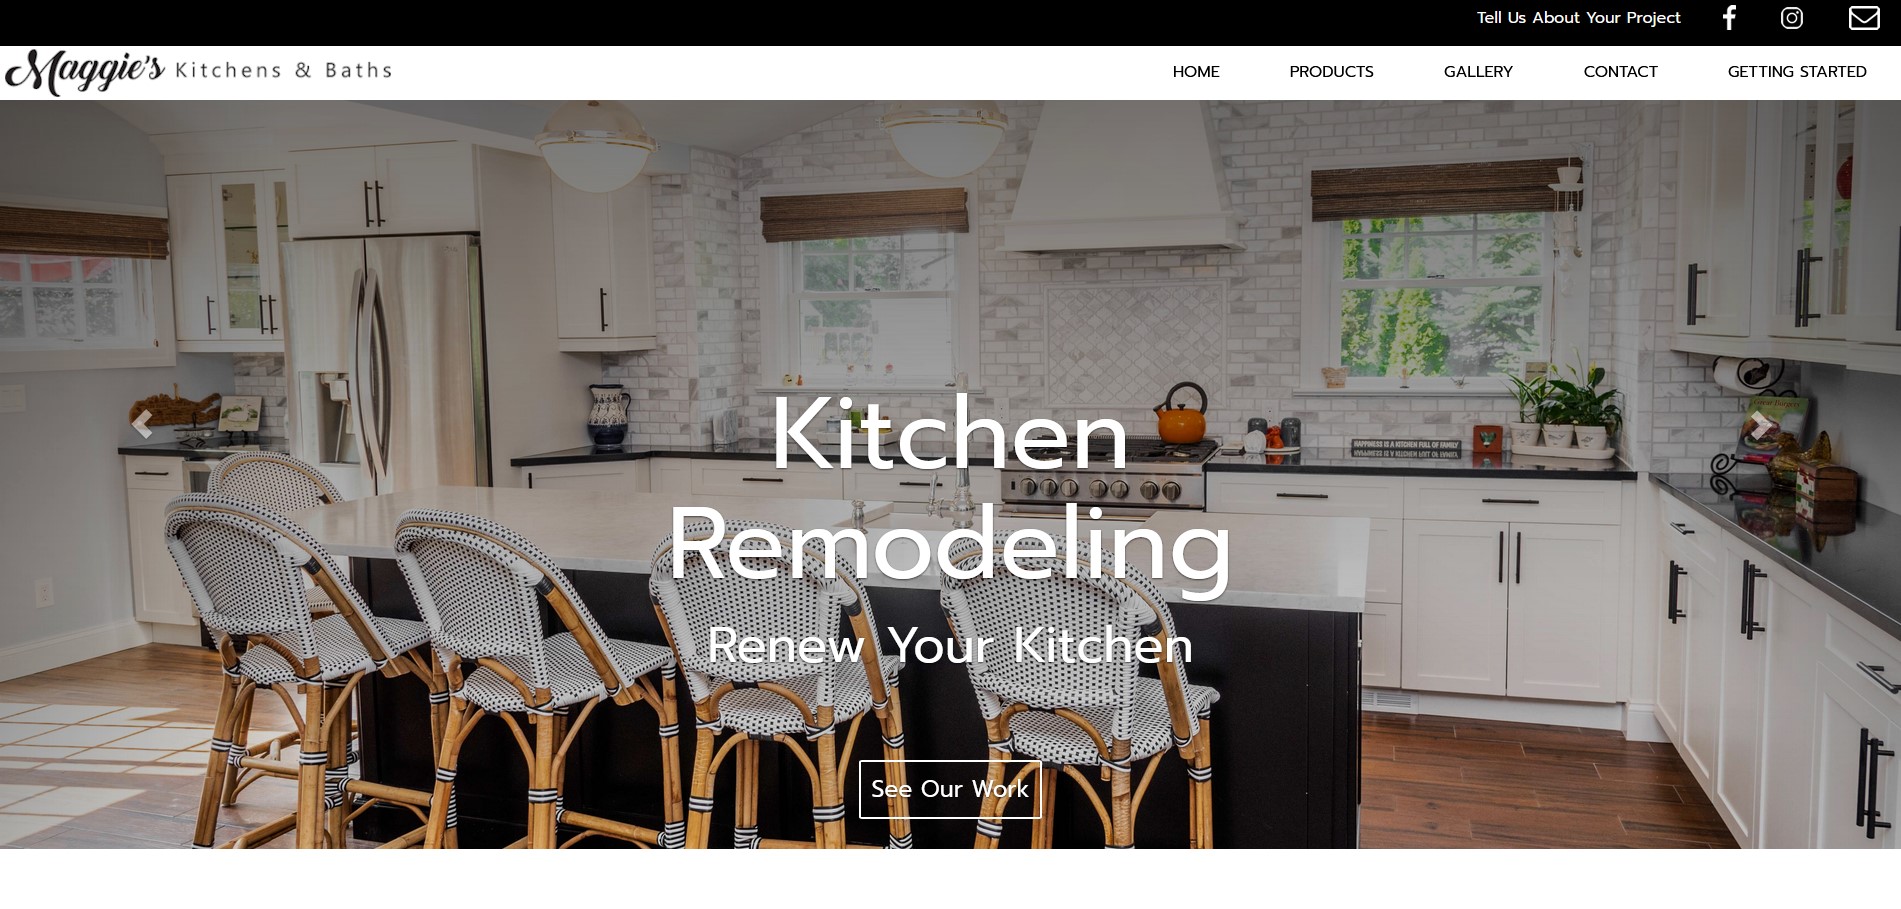 Tell Us About Your Project
Maggie's Kitchens & Baths
HOME PRODUCTS GALLERY CONTACT GETTING STARTED
HAPPINESS IS A KITCHEN FULL OF FAMILY
Kitchen
Remodeling
Renew Your Kitchen
See Our Work